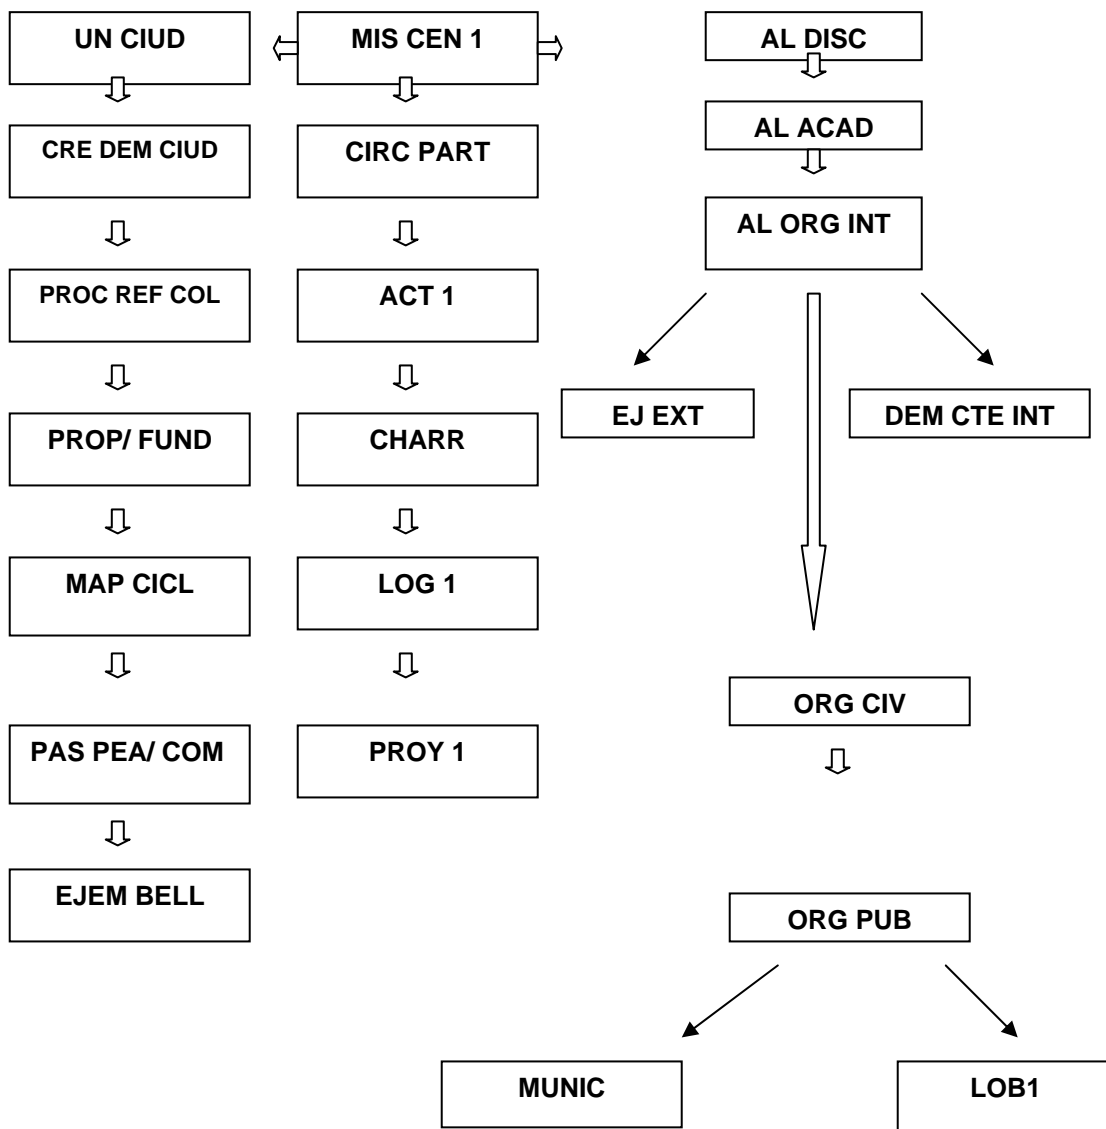 UN CIUD
MIS CEN 1
AL DISC
AL ACAD
CRE DEM CIUD
CIRC PART
AL ORG INT
PROC REF COL
ACT 1
EJ EXT
DEM CTE INT
PROP/ FUND
CHARR
MAP CICL
LOG 1
ORG CIV
PAS PEA/ COM
PROY 1
EJEM BELL
ORG PUB
MUNIC
LOB1